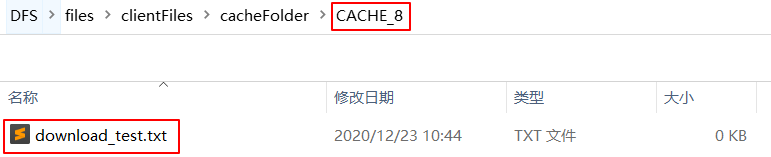 DFS › files › clientFiles › cacheFolder › CACHE_8
名称 修改日期 类型 大小
download_test.txt 2020/12/23 10:44 TXT 文件 0 KB